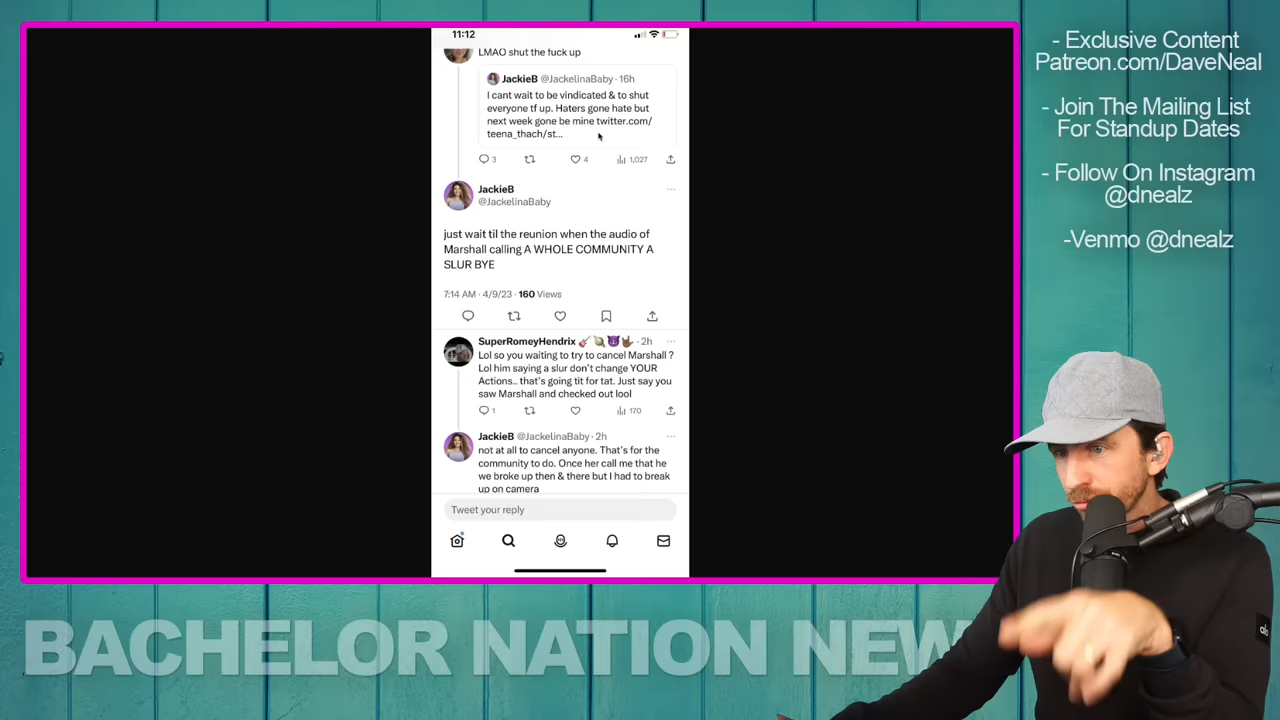 11:12
LMAO shut the fuck up
JackieB @JackelinaBaby · 16h
I cant wait to be vindicated & to shut
everyone tf up. Haters gone hate but
next week gone be mine twitter.com/
teena_thach/st...
3 4 1,027
JackieB
@JackelinaBaby
just wait til the reunion when the audio of
Marshall calling A WHOLE COMMUNITY A
SLUR BYE
7:14 AM · 4/9/23 · 160 Views
SuperRomeyHendrix 🎸🪘😈🤘🏾 · 2h
Lol so you waiting to try to cancel Marshall ?
Lol him saying a slur don't change YOUR
Actions.. that's going tit for tat. Just say you
saw Marshall and checked out lool
1 170
JackieB @JackelinaBaby · 2h
not at all to cancel anyone. That's for the
community to do. Once her call me that he
we broke up then & there but I had to break
up on camera
Tweet your reply
- Exclusive Content
Patreon.com/DaveNeal
- Join The Mailing List
For Standup Dates
- Follow On Instagram
@dnealz
-Venmo @dnealz
BACHELOR NATION NEW